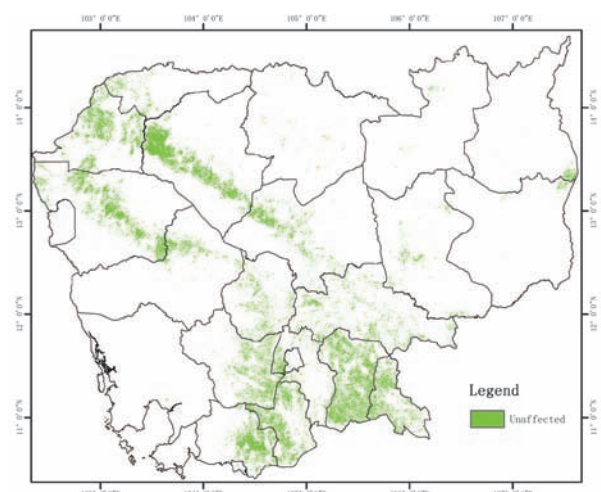 103° 0′0″E 104° 0′0″E 105° 0′0″E 106° 0′0″E 107° 0′0″E
14° 0′0″N 14° 0′0″N
13° 0′0″N 13° 0′0″N
12° 0′0″N 12° 0′0″N
Legend
Unaffected
11° 0′0″N 11° 0′0″N